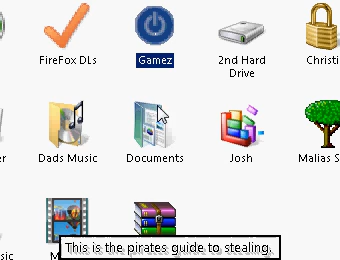 FireFox DLs
Gamez
2nd Hard
Drive
Christi
er
Dads Music
Documents
Josh
Malias S
M
This is the pirates guide to stealing.